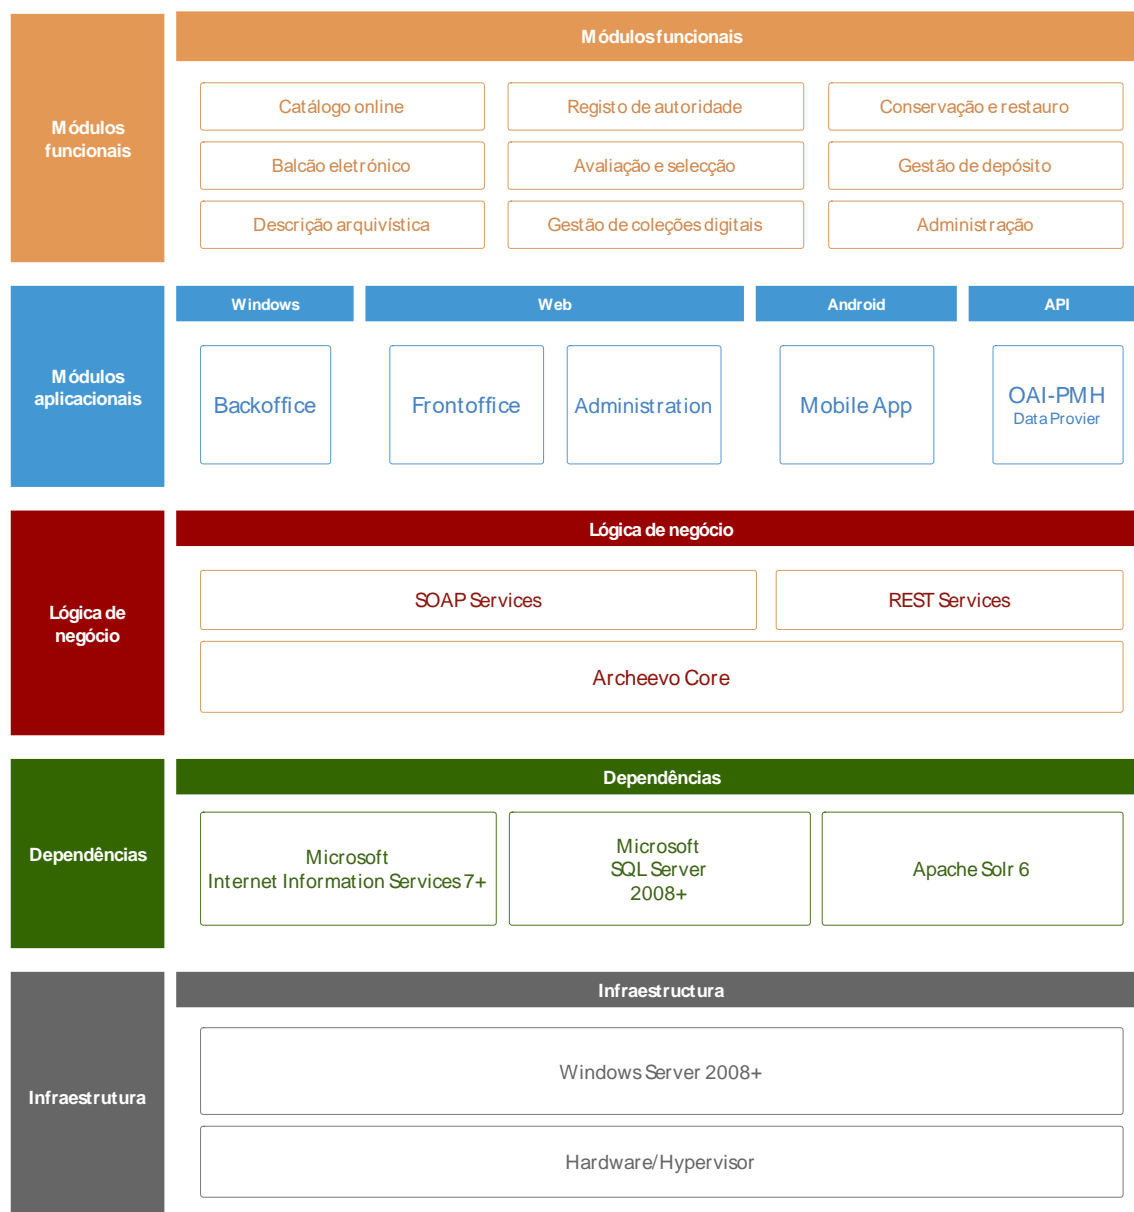 Módulos
funcionais
Módulos funcionais
Catálogo online
Registo de autoridade
Conservação e restauro
Balcão eletrónico
Avaliação e selecção
Gestão de depósito
Descrição arquivística
Gestão de coleções digitais
Administração
Módulos
aplicacionais
Windows
Web
Android
API
Backoffice
Frontoffice
Administration
Mobile App
OAI-PMH
Data Provier
Lógica de
negócio
Lógica de negócio
SOAP Services
REST Services
Archeevo Core
Dependências
Dependências
Microsoft
Internet Information Services 7+
Microsoft
SQL Server
2008+
Apache Solr 6
Infraestrutura
Infraestructura
Windows Server 2008+
Hardware/Hypervisor